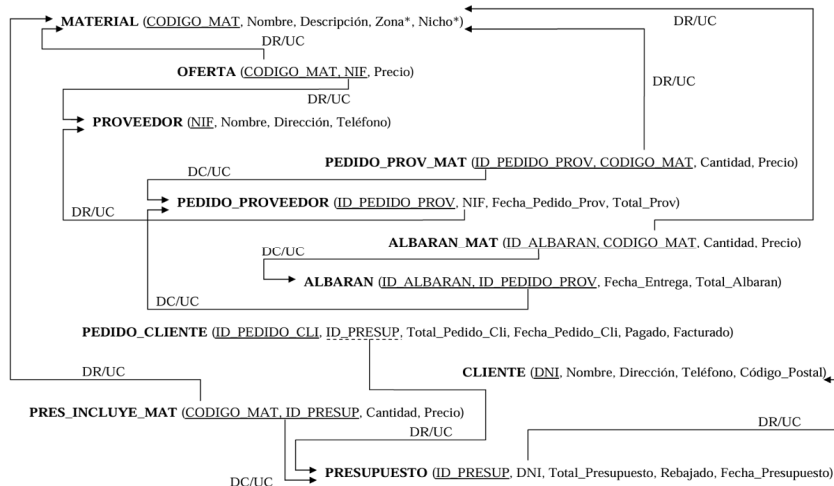 MATERIAL (CODIGO_MAT, Nombre, Descripción, Zona*, Nicho*)
DR/UC
DR/UC
OFERTA (CODIGO_MAT, NIF, Precio)
DR/UC
DR/UC
PROVEEDOR (NIF, Nombre, Dirección, Teléfono)
PEDIDO_PROV_MAT (ID_PEDIDO_PROV, CODIGO_MAT, Cantidad, Precio)
DC/UC
PEDIDO_PROVEEDOR (ID_PEDIDO_PROV, NIF, Fecha_Pedido_Prov, Total_Prov)
DR/UC
ALBARAN_MAT (ID_ALBARAN, CODIGO_MAT, Cantidad, Precio)
DC/UC
ALBARAN (ID_ALBARAN, ID_PEDIDO_PROV, Fecha_Entrega, Total_Albaran)
DC/UC
PEDIDO_CLIENTE (ID_PEDIDO_CLI, ID_PRESUP, Total_Pedido_Cli, Fecha_Pedido_Cli, Pagado, Facturado)
DR/UC
CLIENTE (DNI, Nombre, Dirección, Teléfono, Código_Postal)
PRES_INCLUYE_MAT (CODIGO_MAT, ID_PRESUP, Cantidad, Precio)
DR/UC
DR/UC
PRESUPUESTO (ID_PRESUP, DNI, Total_Presupuesto, Rebajado, Fecha_Presupuesto)
DC/UC